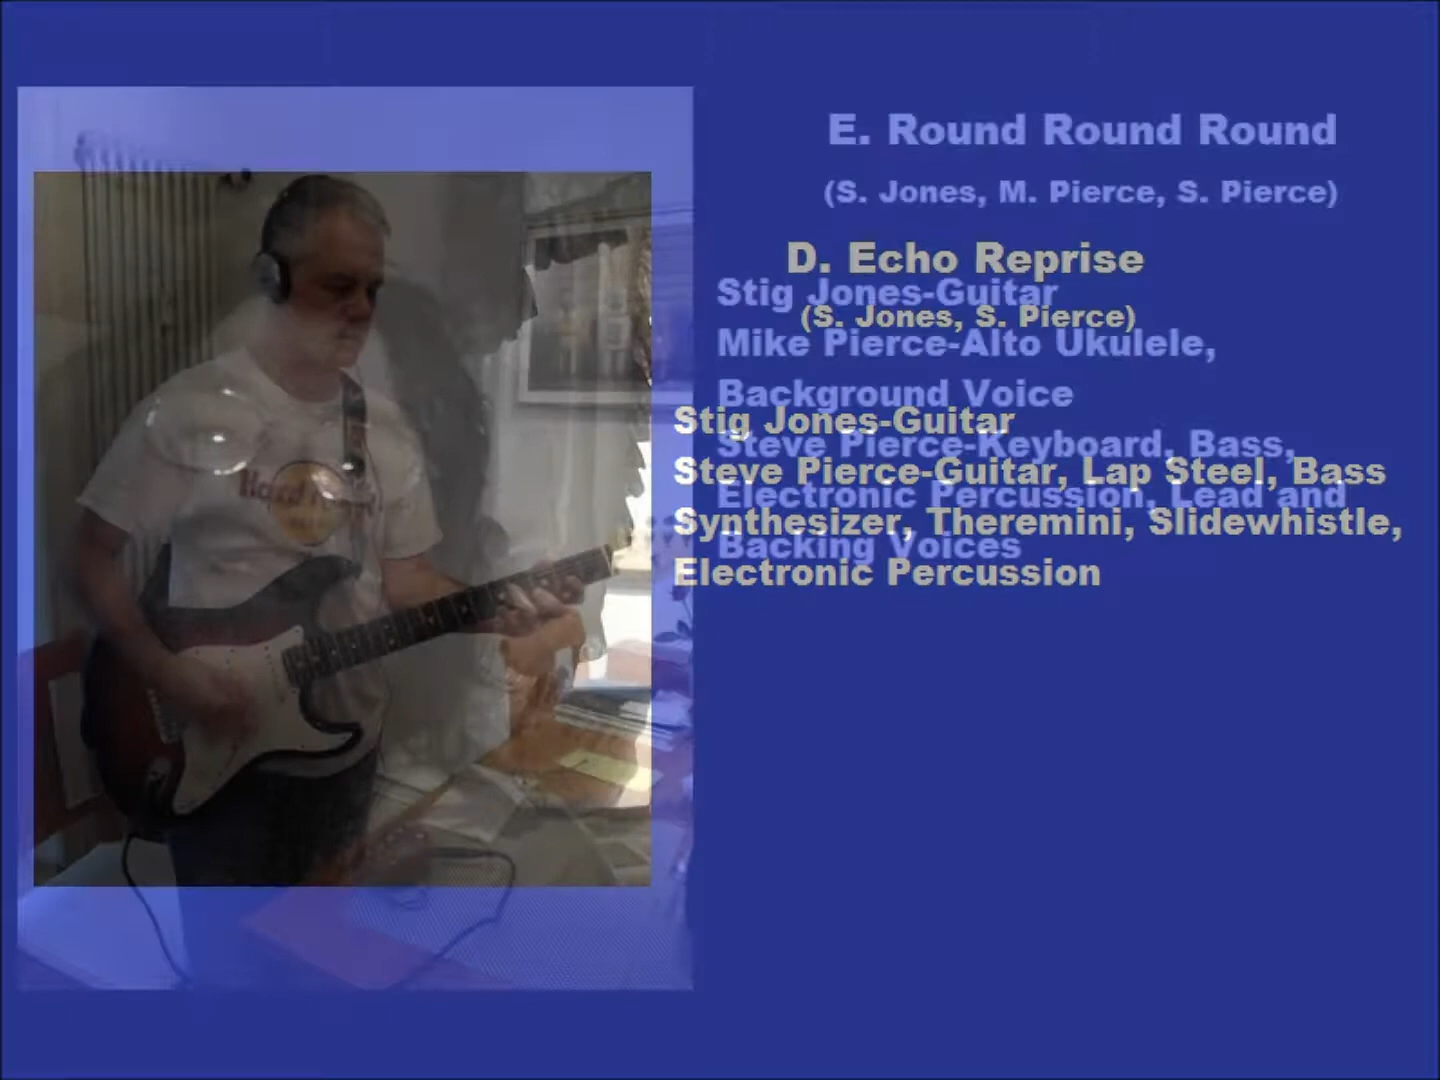 E. Round Round Round
(S. Jones, M. Pierce, S. Pierce)
Stig Jones-Guitar
Mike Pierce-Alto Ukulele,
Background Voice
Steve Pierce-Keyboard, Bass,
Electronic Percussion, Lead and
Backing Voices
D. Echo Reprise
(S. Jones, S. Pierce)
Stig Jones-Guitar
Steve Pierce-Guitar, Lap Steel, Bass
Synthesizer, Theremini, Slidewhistle,
Electronic Percussion
Hard